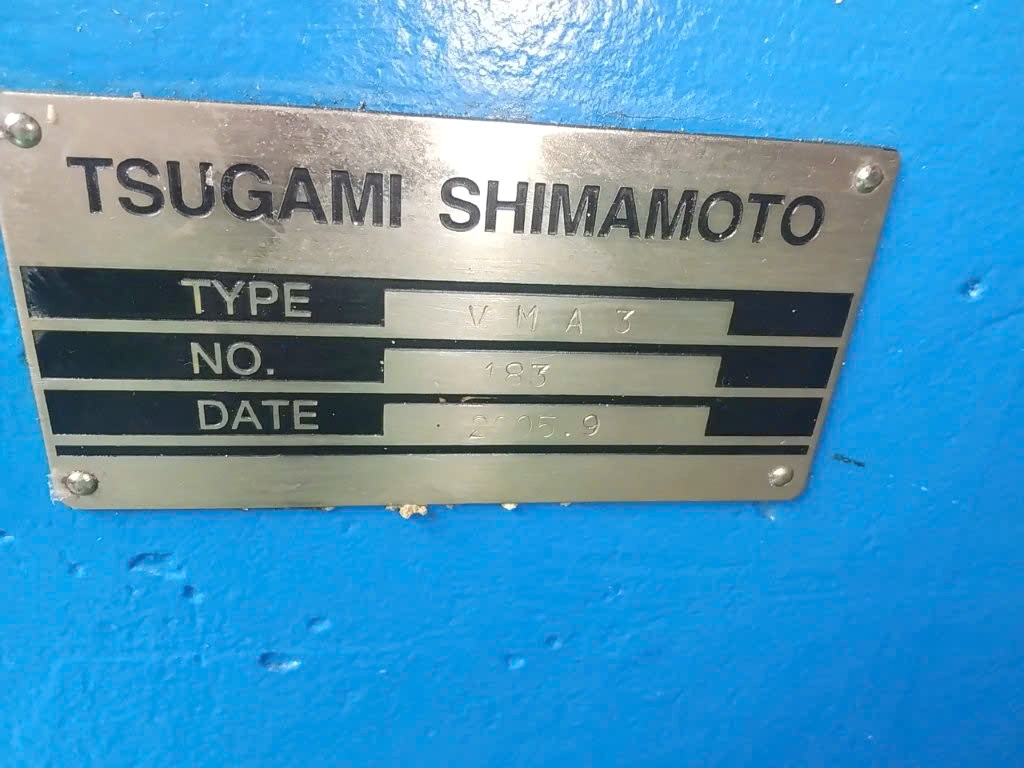 TSUGAMI SHIMAMOTO
TYPE VMA3
NO. 183
DATE 2005.9